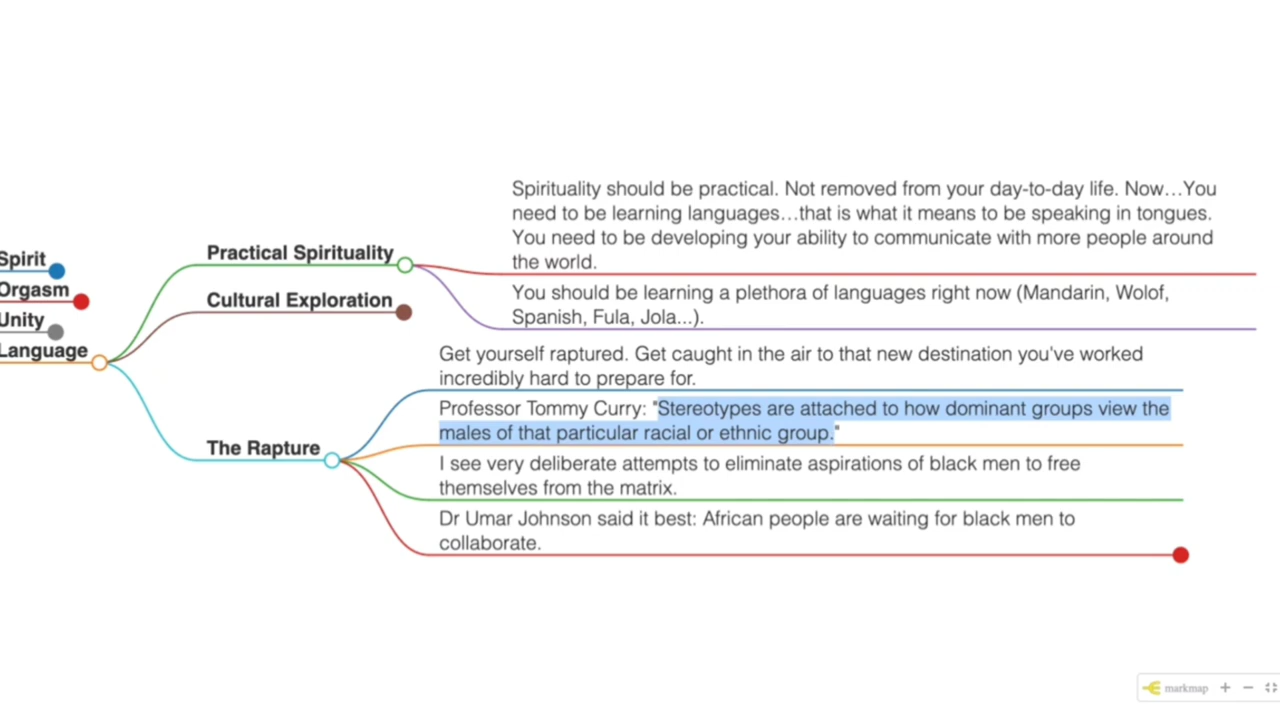 Spirit
Orgasm
Unity
Language
Practical Spirituality
Spirituality should be practical. Not removed from your day-to-day life. Now…You
need to be learning languages…that is what it means to be speaking in tongues.
You need to be developing your ability to communicate with more people around
the world.
You should be learning a plethora of languages right now (Mandarin, Wolof,
Spanish, Fula, Jola...).
Cultural Exploration
The Rapture
Get yourself raptured. Get caught in the air to that new destination you've worked
incredibly hard to prepare for.
Professor Tommy Curry: "Stereotypes are attached to how dominant groups view the
males of that particular racial or ethnic group."
I see very deliberate attempts to eliminate aspirations of black men to free
themselves from the matrix.
Dr Umar Johnson said it best: African people are waiting for black men to
collaborate.
markmap